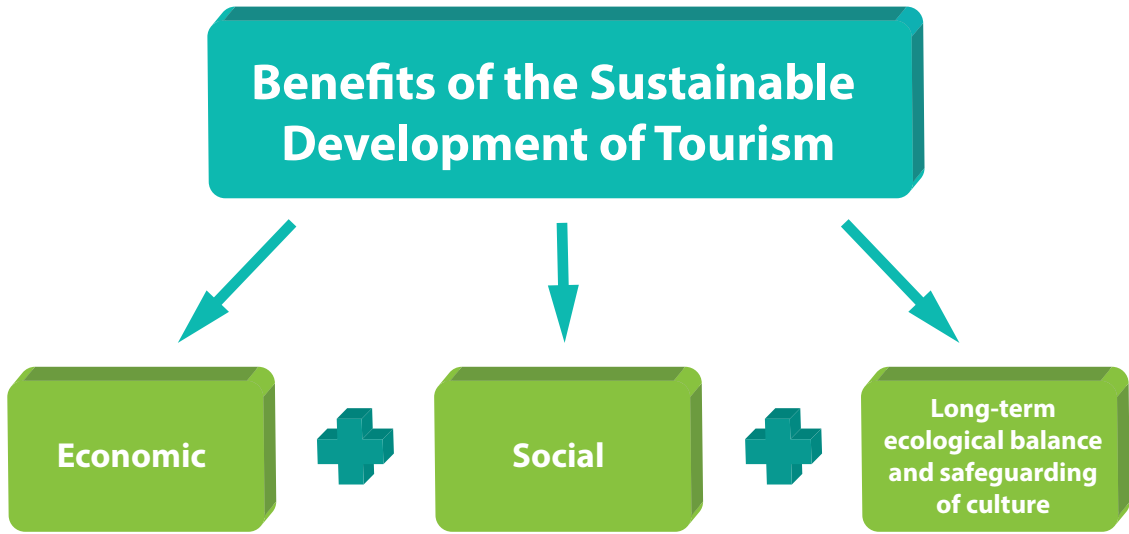 Benefits of the Sustainable
Development of Tourism
Economic
Social
Long-term
ecological balance
and safeguarding
of culture